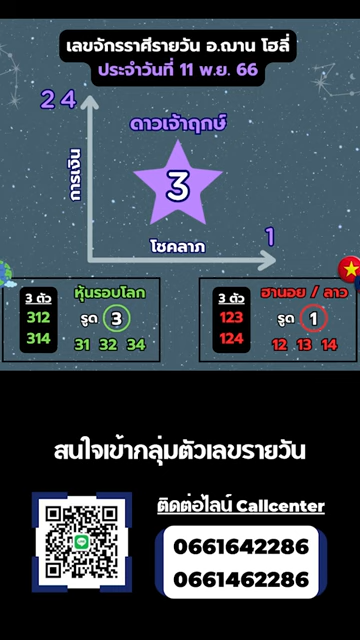 เลขจักรราศีรายวัน อ.ฌาน โฮลี่
ประจำวันที่ 11 พ.ย. 66
2 4
ดาวเจ้าฤกษ์
การเงิน
3
โชคลาภ
1
3 ตัว
หุ้นรอบโลก
312
รูด 3
314
31 32 34
3 ตัว
ฮานอย / ลาว
123
รูด 1
124
12 13 14
สนใจเข้ากลุ่มตัวเลขรายวัน
ติดต่อไลน์ Callcenter
0661642286
0661462286